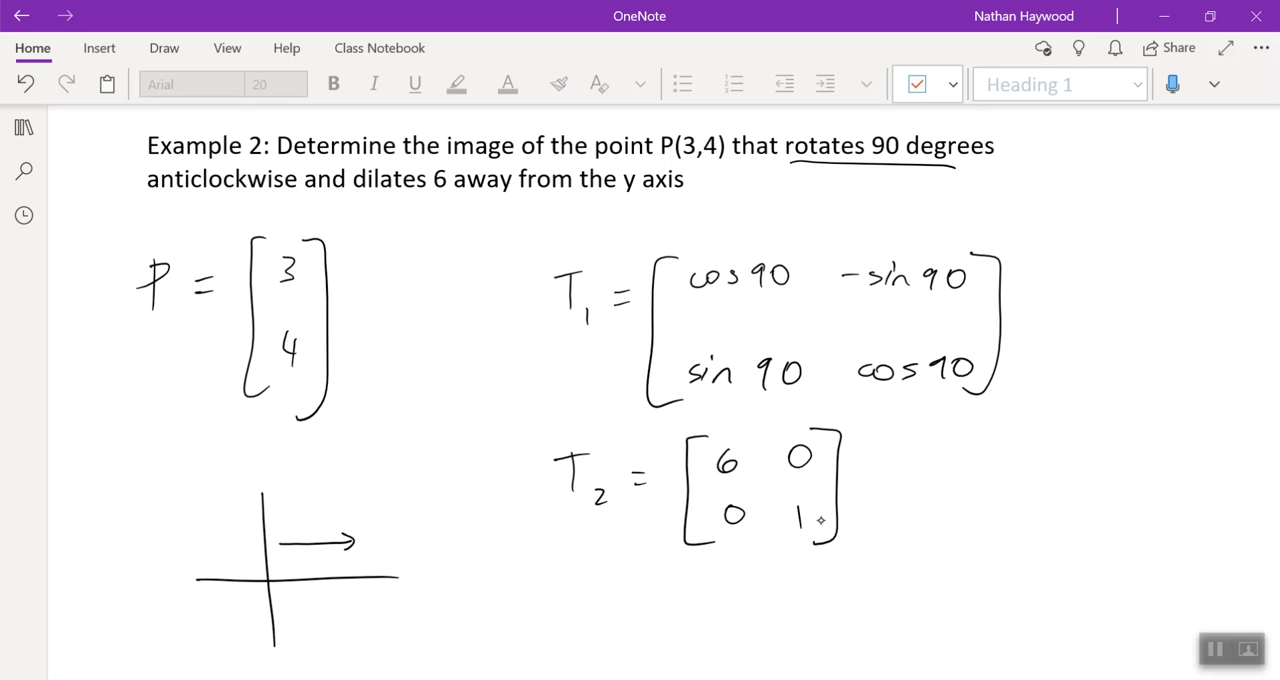 OneNote
Nathan Haywood
Home Insert Draw View Help Class Notebook
Share
Arial 20 B I U A A Heading 1
Example 2: Determine the image of the point P(3,4) that rotates 90 degrees
anticlockwise and dilates 6 away from the y axis
P = [ 3
4 ]
T₁ = [ cos 90 - sin 90
sin 90 cos 90 ]
T₂ = [ 6 0
0 1 ]